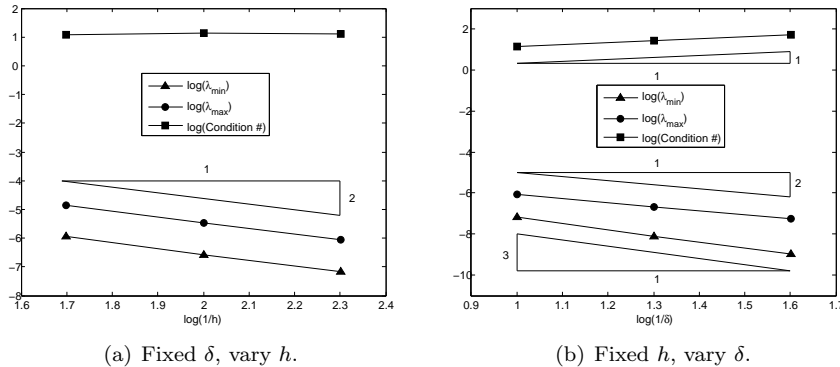 2
1
0
−1
−2
−3
−4
−5
−6
−7
−8
1.6 1.7 1.8 1.9 2 2.1 2.2 2.3 2.4
log(1/h)
log(λmin)
log(λmax)
log(Condition #)
1
2
(a) Fixed δ, vary h.
2
0
−2
−4
−6
−8
−10
0.9 1 1.1 1.2 1.3 1.4 1.5 1.6 1.7
log(1/δ)
1
1
log(λmin)
log(λmax)
log(Condition #)
1
2
3
1
(b) Fixed h, vary δ.